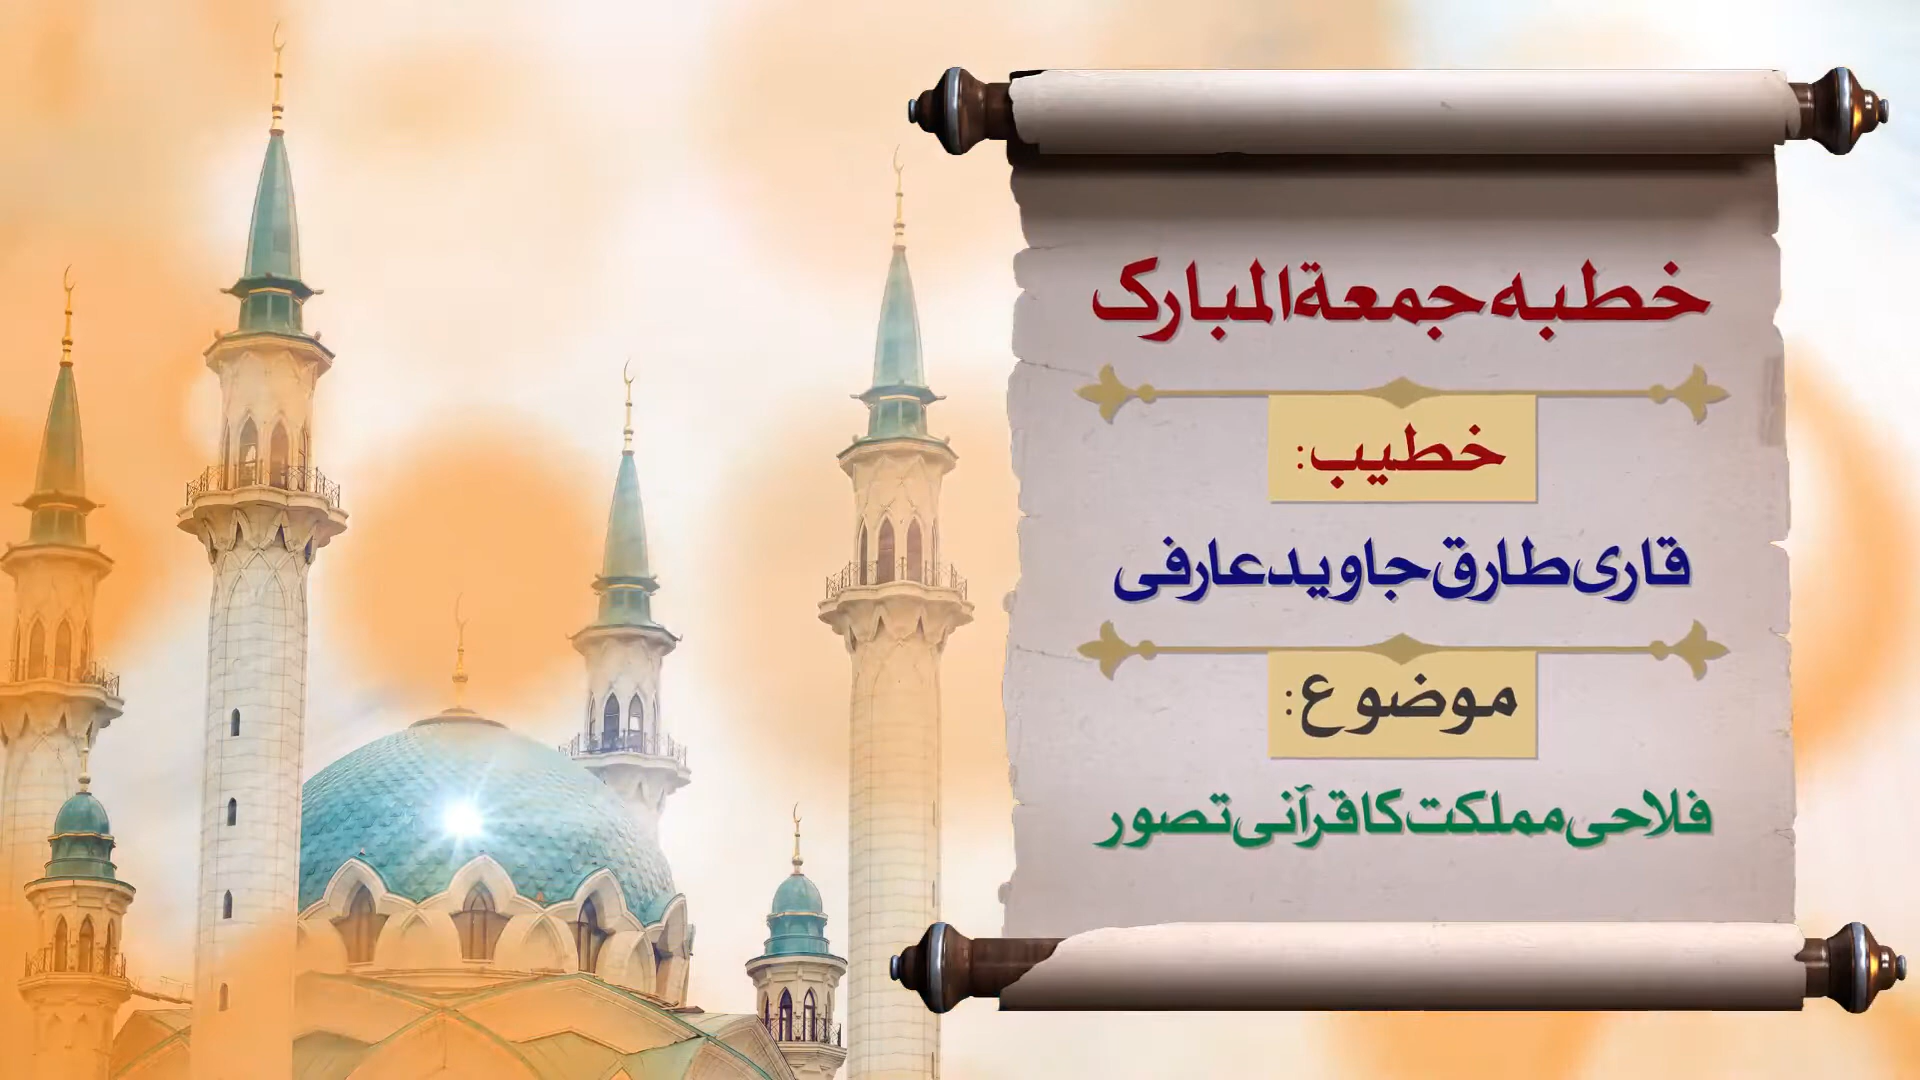 خطبہ جمعۃ المبارک
خطیب:
قاری طارق جاوید عارفی
موضوع:
فلاحی مملکت کا قرآنی تصور